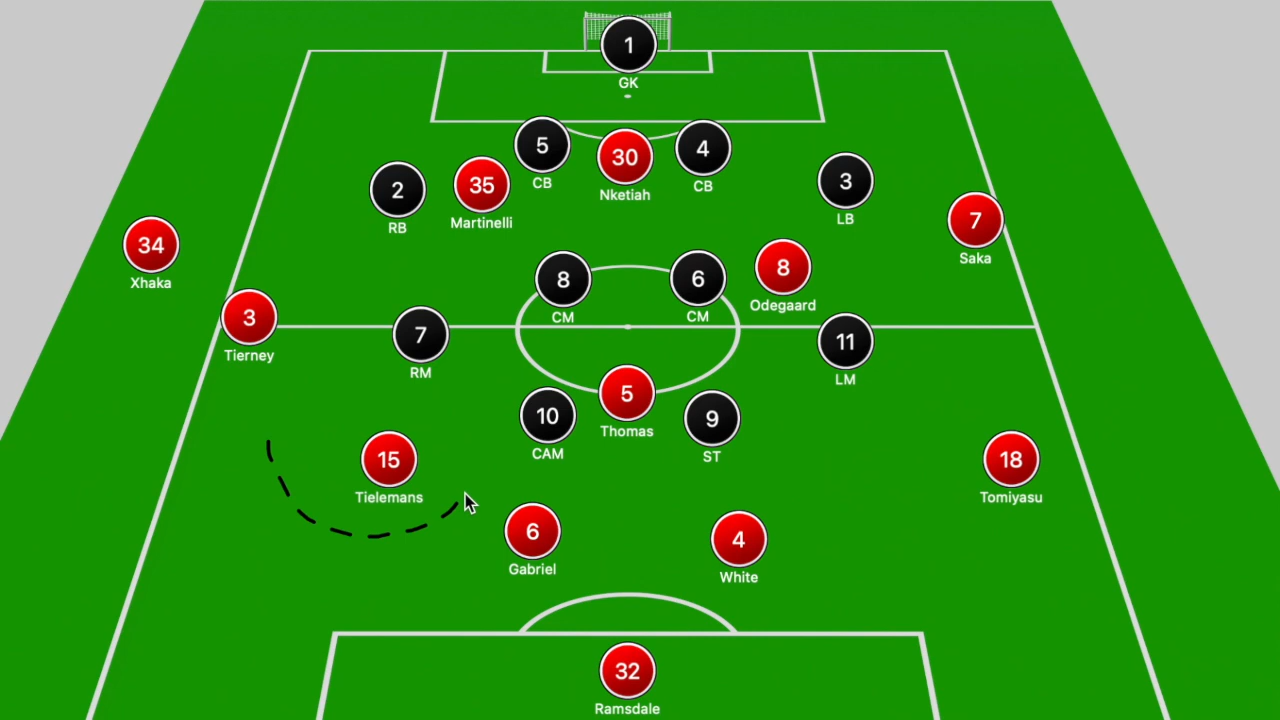 1
GK
5
CB
30
Nketiah
4
CB
2
RB
35
Martinelli
3
LB
7
Saka
34
Xhaka
8
CM
6
CM
8
Odegaard
3
Tierney
7
RM
11
LM
5
Thomas
10
CAM
9
ST
15
Tielemans
18
Tomiyasu
6
Gabriel
4
White
32
Ramsdale